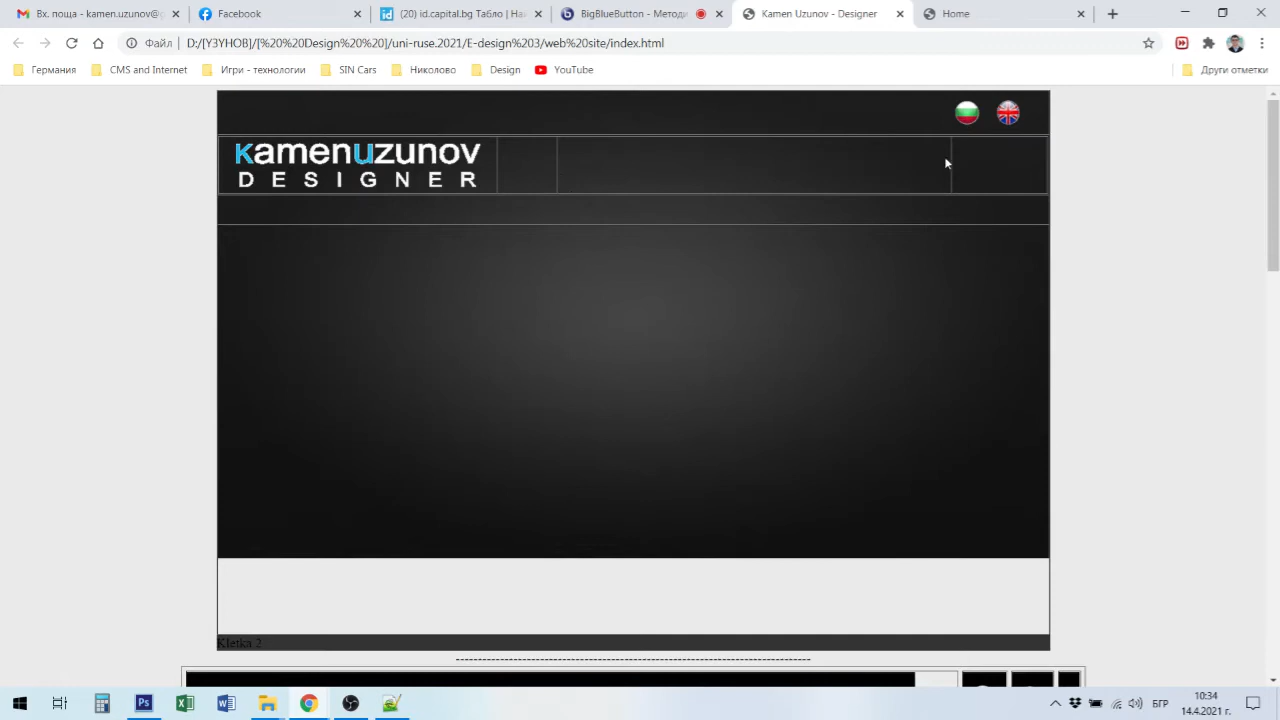 Вх. поща - kamen.uzunov@g
Facebook
(20) id.capital.bg Табло | На
BigBlueButton - Методи
Kamen Uzunov - Designer
Home
Файл
D:/[УЗУНОВ]/[%20%20Design%20%20]/uni-ruse.2021/E-design%203/web%20site/index.html
Германия
CMS and Internet
Игри - технологии
SIN Cars
Николово
Design
YouTube
Други отметки
kamenuzunov
DESIGNER
Kletka 2
--------------------------------------------------------------------------------
10:34
БГР
14.4.2021 г.